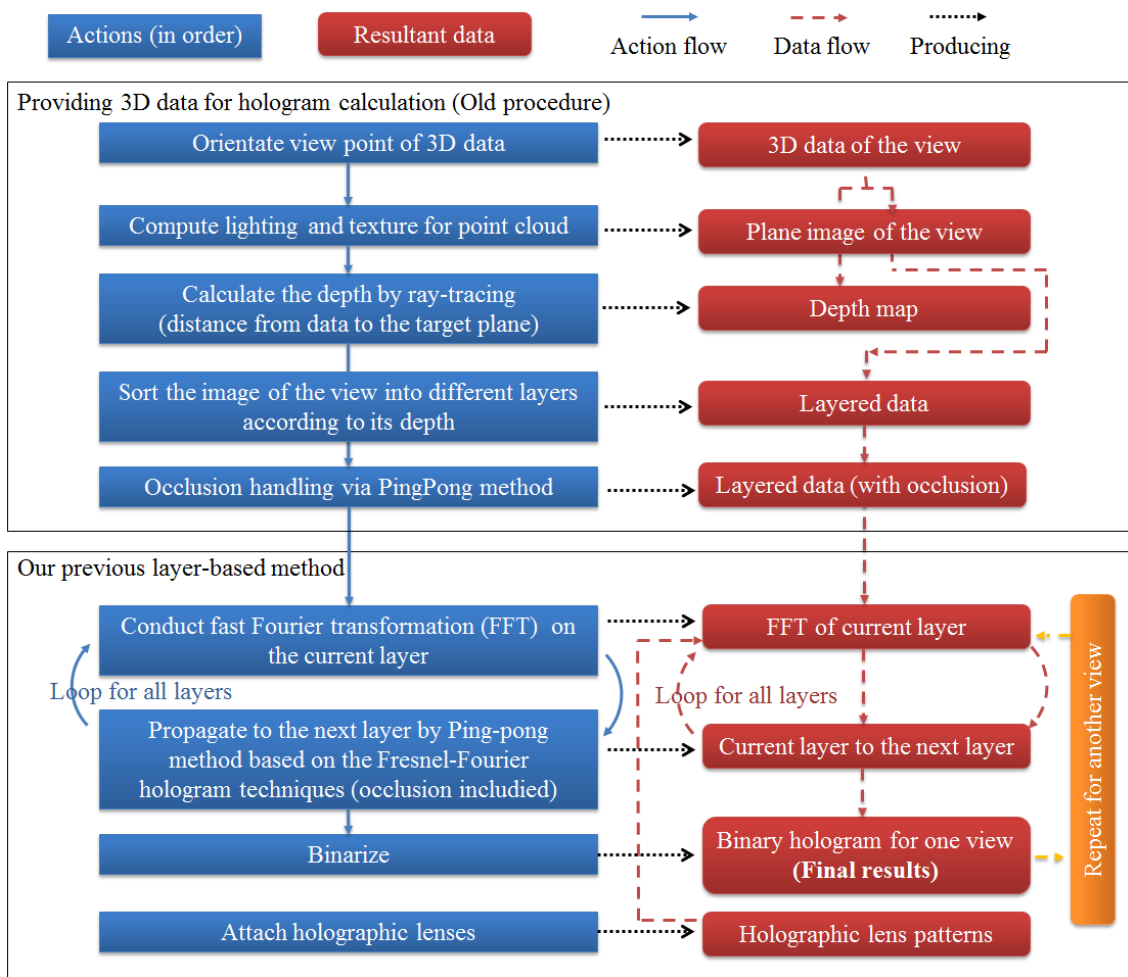 Actions (in order)
Resultant data
Action flow
Data flow
Producing
Providing 3D data for hologram calculation (Old procedure)
Orientate view point of 3D data
3D data of the view
Compute lighting and texture for point cloud
Plane image of the view
Calculate the depth by ray-tracing
(distance from data to the target plane)
Depth map
Sort the image of the view into different layers
according to its depth
Layered data
Occlusion handling via PingPong method
Layered data (with occlusion)
Our previous layer-based method
Conduct fast Fourier transformation (FFT) on
the current layer
FFT of current layer
Loop for all layers
Loop for all layers
Propagate to the next layer by Ping-pong
method based on the Fresnel-Fourier
hologram techniques (occlusion includied)
Current layer to the next layer
Binarize
Binary hologram for one view
(Final results)
Attach holographic lenses
Holographic lens patterns
Repeat for another view